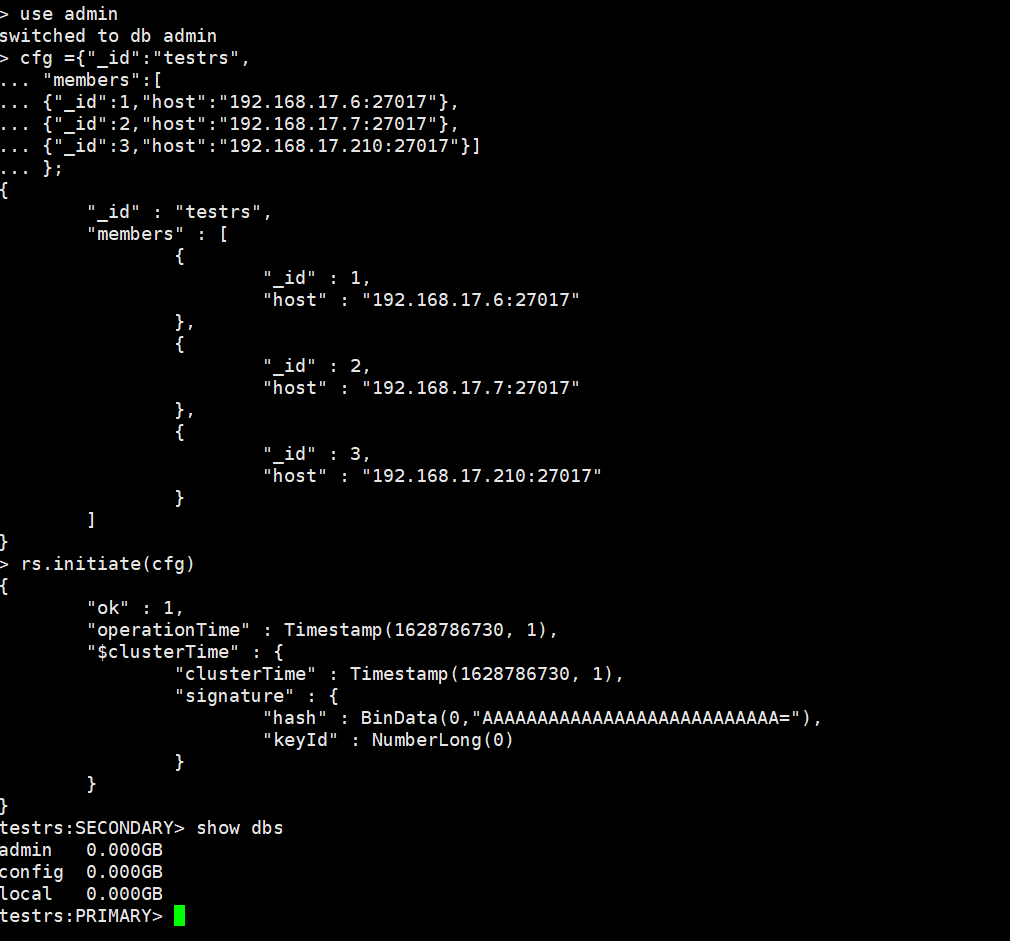 > use admin
switched to db admin
> cfg ={"_id":"testrs",
... "members":[
... {"_id":1,"host":"192.168.17.6:27017"},
... {"_id":2,"host":"192.168.17.7:27017"},
... {"_id":3,"host":"192.168.17.210:27017"}]
... };
{
        "_id" : "testrs",
        "members" : [
                {
                        "_id" : 1,
                        "host" : "192.168.17.6:27017"
                },
                {
                        "_id" : 2,
                        "host" : "192.168.17.7:27017"
                },
                {
                        "_id" : 3,
                        "host" : "192.168.17.210:27017"
                }
        ]
}
> rs.initiate(cfg)
{
        "ok" : 1,
        "operationTime" : Timestamp(1628786730, 1),
        "$clusterTime" : {
                "clusterTime" : Timestamp(1628786730, 1),
                "signature" : {
                        "hash" : BinData(0,"AAAAAAAAAAAAAAAAAAAAAAAAAAA="),
                        "keyId" : NumberLong(0)
                }
        }
}
testrs:SECONDARY> show dbs
admin   0.000GB
config  0.000GB
local   0.000GB
testrs:PRIMARY>